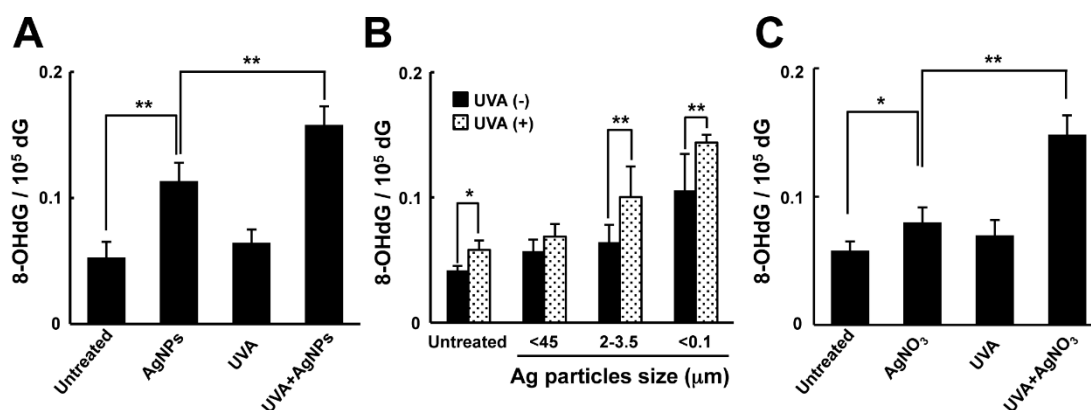 A
0.2
0.1
0
8-OHdG / 10⁵ dG
**
**
Untreated
AgNPs
UVA
UVA+AgNPs
B
0.2
0.1
0
8-OHdG / 10⁵ dG
UVA (-)
UVA (+)
*
**
**
Untreated
<45
2-3.5
<0.1
Ag particles size (μm)
C
0.2
0.1
0
8-OHdG / 10⁵ dG
*
**
Untreated
AgNO₃
UVA
UVA+AgNO₃